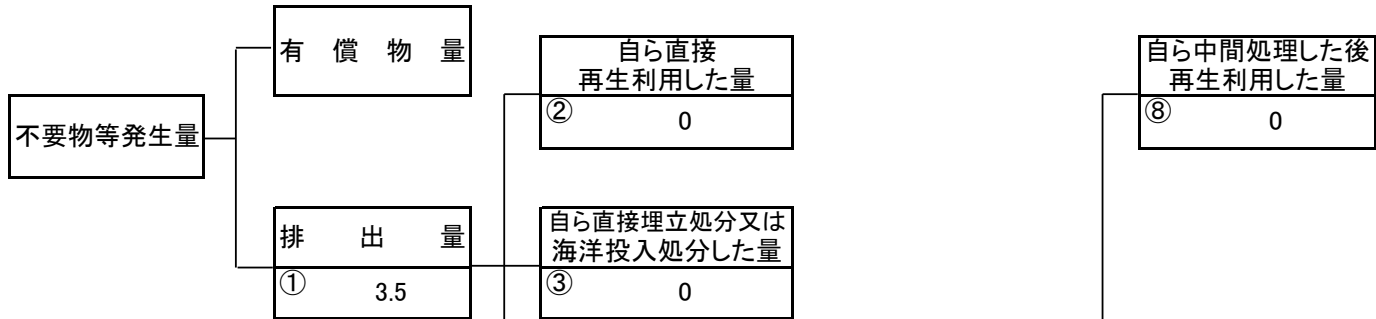 有償物量
自ら直接
再生利用した量
② 0
自ら中間処理した後
再生利用した量
⑧ 0
不要物等発生量
排出量
① 3.5
自ら直接埋立処分又は
海洋投入処分した量
③ 0